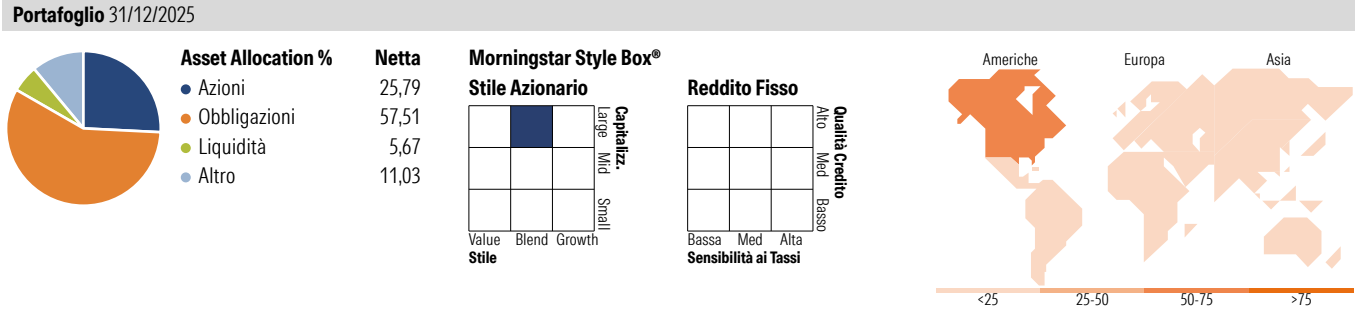 Portafoglio 31/12/2025
Asset Allocation % Netta
Azioni 25,79
Obbligazioni 57,51
Liquidità 5,67
Altro 11,03
Morningstar Style Box®
Stile Azionario
Large Mid Small
Capitalizz.
Value Blend Growth
Stile
Reddito Fisso
Alto Med Basso
Qualità Credito
Bassa Med Alta
Sensibilità ai Tassi
Americhe Europa Asia
<25 25-50 50-75 >75